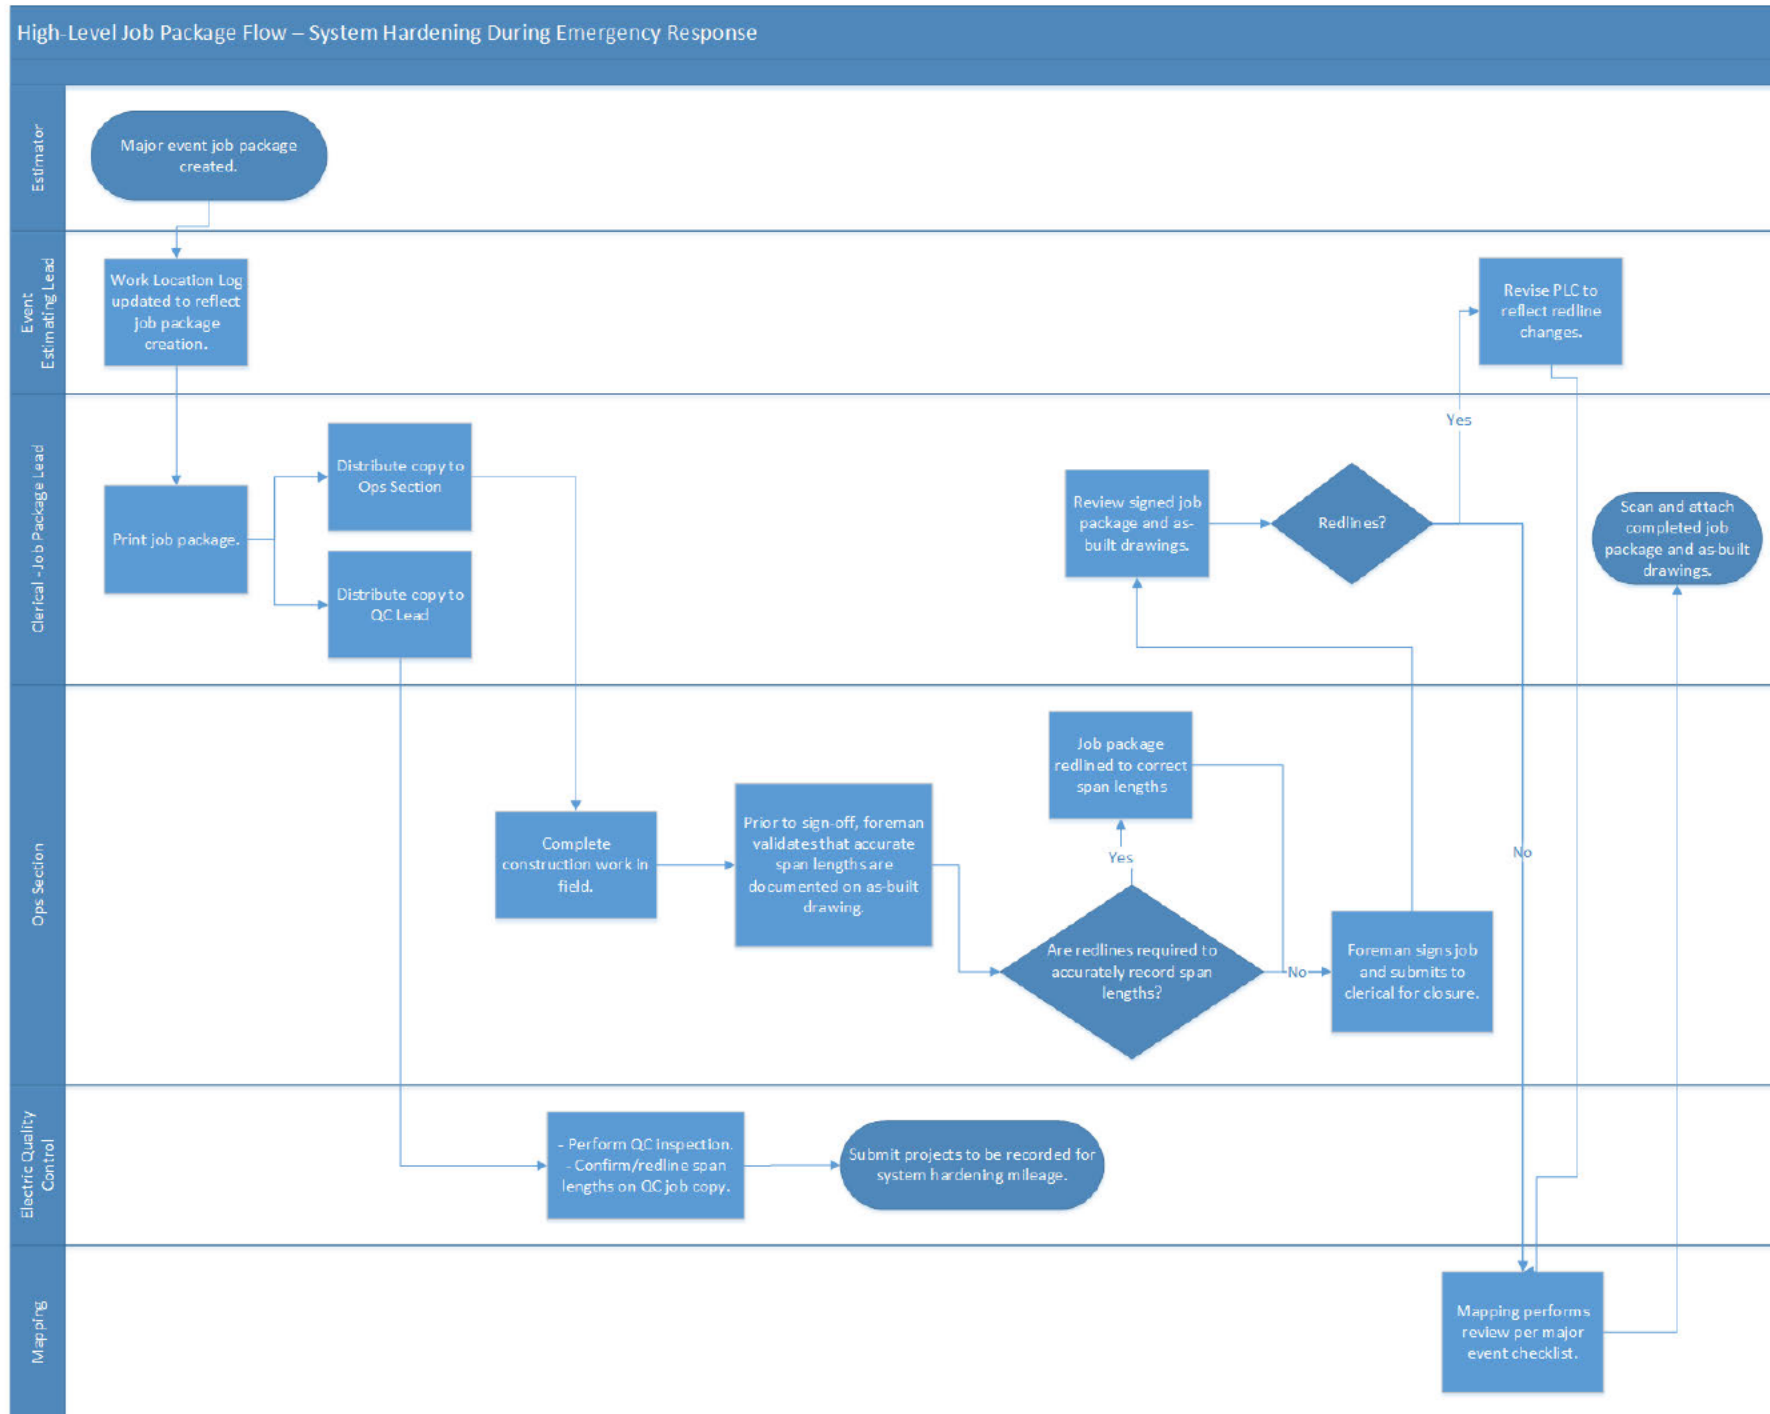 High-Level Job Package Flow – System Hardening During Emergency Response
Estimator
Major event job package
created.
Event
Estimating Lead
Work Location Log
updated to reflect
job package
creation.
Revise PLC to
reflect redline
changes.
Clerical - Job Package Lead
Print job package.
Distribute copy to
Ops Section
Distribute copy to
QC Lead
Review signed job
package and as-
built drawings.
Redlines?
Yes
No
Scan and attach
completed job
package and as-built
drawings.
Ops Section
Complete
construction work in
field.
Prior to sign-off, foreman
validates that accurate
span lengths are
documented on as-built
drawing.
Job package
redlined to correct
span lengths
Yes
Are redlines required to
accurately record span
lengths?
No
Foreman signs job
and submits to
clerical for closure.
Electric Quality
Control
- Perform QC inspection.
- Confirm/redline span
lengths on QC job copy.
Submit projects to be recorded for
system hardening mileage.
Mapping
Mapping performs
review per major
event checklist.